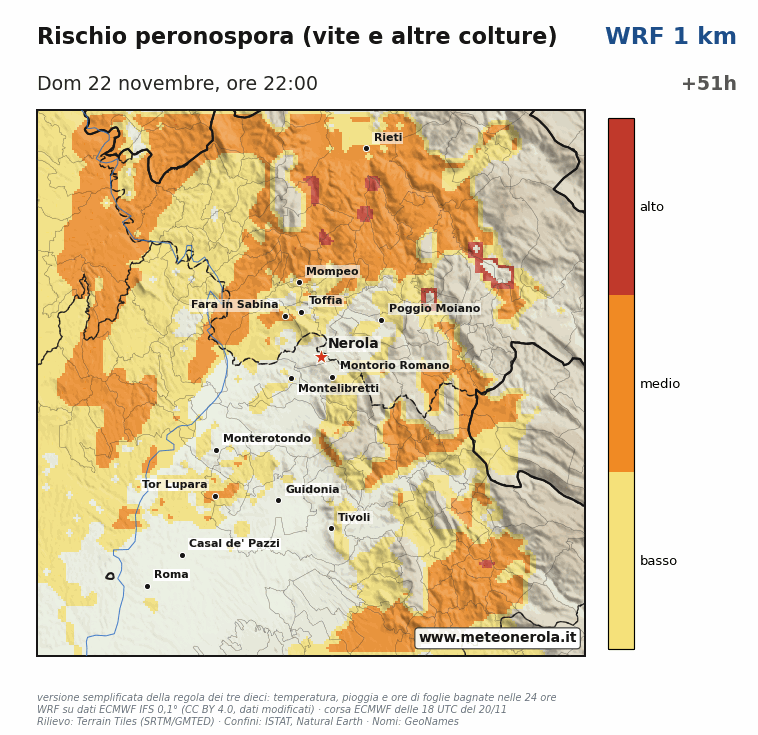 Rischio peronospora (vite e altre colture)
WRF 1 km
Dom 22 novembre, ore 22:00
+51h
Rieti
alto
Mompeo
Fara in Sabina
Toffia
Poggio Moiano
Nerola
Montorio Romano
medio
Montelibretti
Monterotondo
Tor Lupara
Guidonia
Tivoli
Casal de' Pazzi
basso
Roma
www.meteonerola.it
versione semplificata della regola dei tre dieci: temperatura, pioggia e ore di foglie bagnate nelle 24 ore
WRF su dati ECMWF IFS 0,1° (CC BY 4.0, dati modificati) · corsa ECMWF delle 18 UTC del 20/11
Rilievo: Terrain Tiles (SRTM/GMTED) · Confini: ISTAT, Natural Earth · Nomi: GeoNames